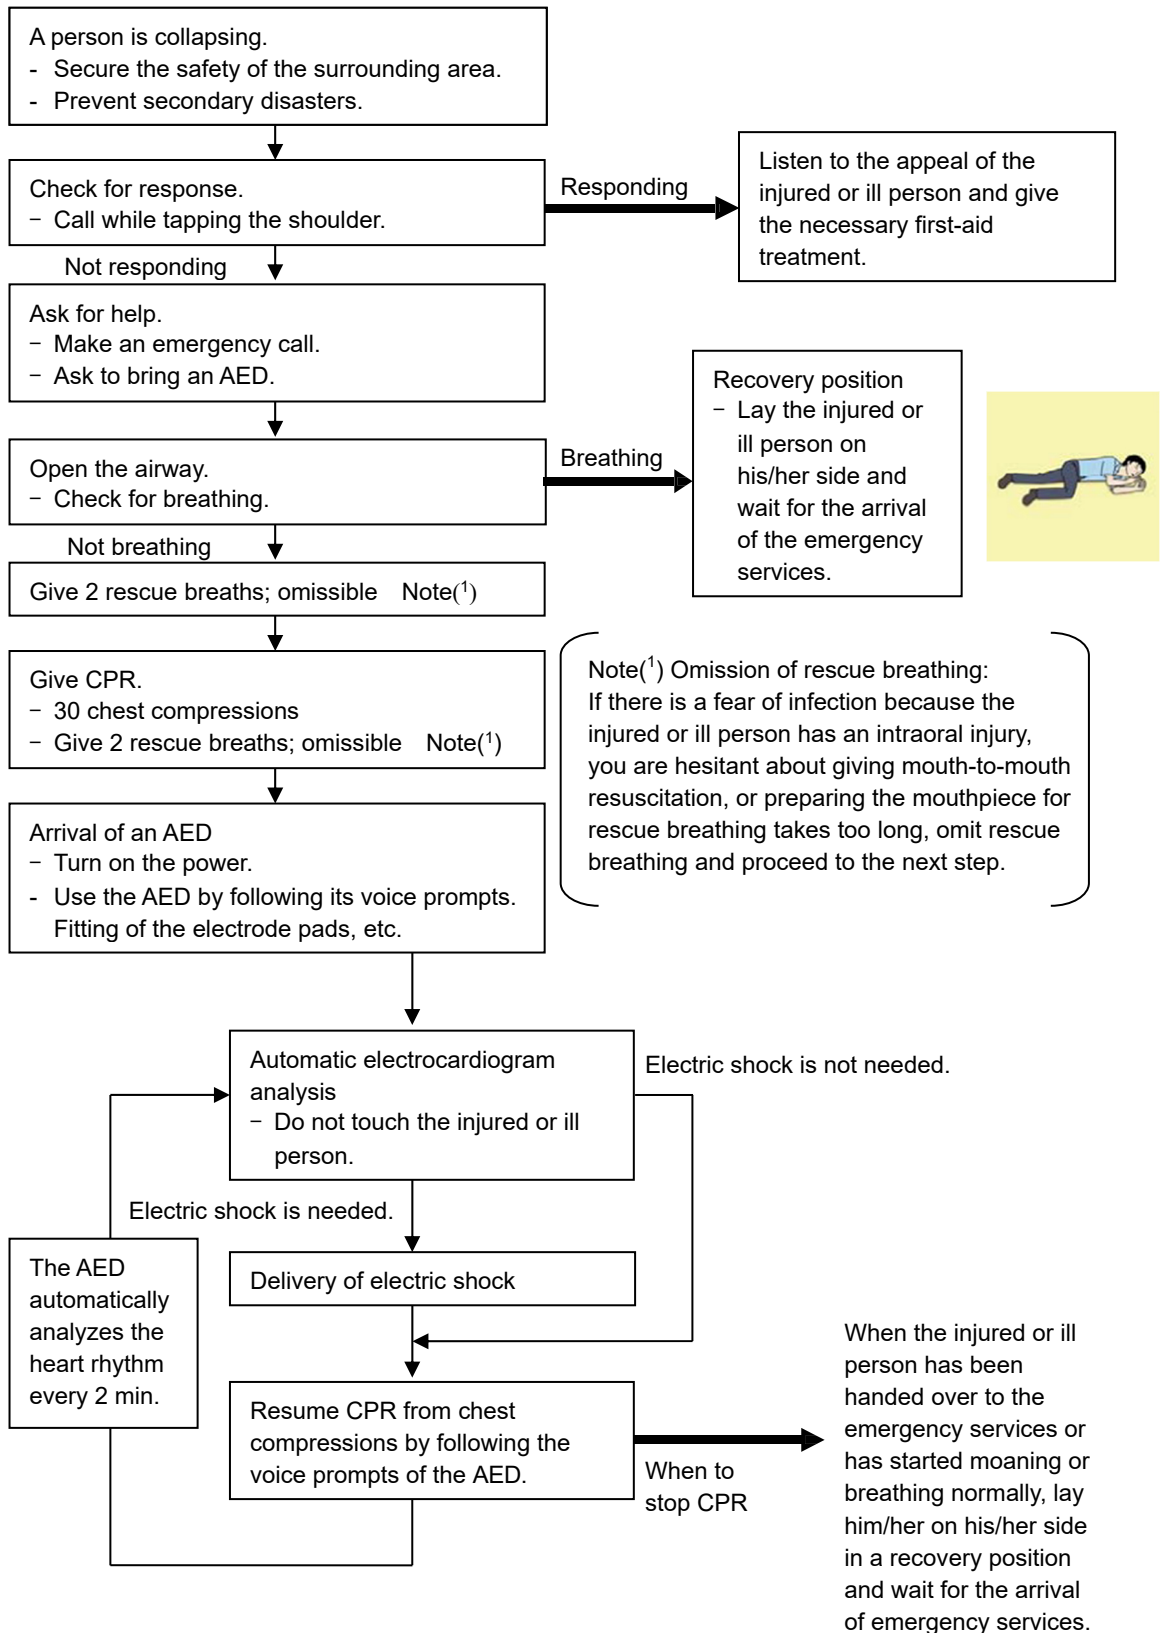 A person is collapsing.
- Secure the safety of the surrounding area.
- Prevent secondary disasters.
Check for response.
− Call while tapping the shoulder.
Responding
Listen to the appeal of the
injured or ill person and give
the necessary first-aid
treatment.
Not responding
Ask for help.
− Make an emergency call.
− Ask to bring an AED.
Open the airway.
− Check for breathing.
Breathing
Recovery position
− Lay the injured or
ill person on
his/her side and
wait for the arrival
of the emergency
services.
Not breathing
Give 2 rescue breaths; omissible Note(¹)
Give CPR.
− 30 chest compressions
− Give 2 rescue breaths; omissible Note(¹)
Note(¹) Omission of rescue breathing:
If there is a fear of infection because the
injured or ill person has an intraoral injury,
you are hesitant about giving mouth-to-mouth
resuscitation, or preparing the mouthpiece for
rescue breathing takes too long, omit rescue
breathing and proceed to the next step.
Arrival of an AED
− Turn on the power.
- Use the AED by following its voice prompts.
Fitting of the electrode pads, etc.
Automatic electrocardiogram
analysis
− Do not touch the injured or ill
person.
Electric shock is not needed.
Electric shock is needed.
The AED
automatically
analyzes the
heart rhythm
every 2 min.
Delivery of electric shock
Resume CPR from chest
compressions by following the
voice prompts of the AED.
When to
stop CPR
When the injured or ill
person has been
handed over to the
emergency services or
has started moaning or
breathing normally, lay
him/her on his/her side
in a recovery position
and wait for the arrival
of emergency services.